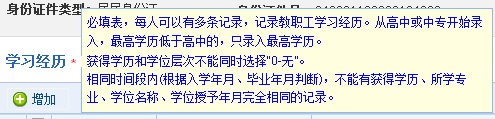 身份证件类型：居民身份证
必填表，每人可以有多条记录，记录教职工学习经历。从高中或中专开始录
入，最高学历低于高中的，只录入最高学历。
获得学历和学位层次不能同时选择"0-无"。
相同时间段内(根据入学年月、毕业年月判断)，不能有获得学历、所学专
业、学位名称、学位授予年月完全相同的记录。
学习经历 *
增加